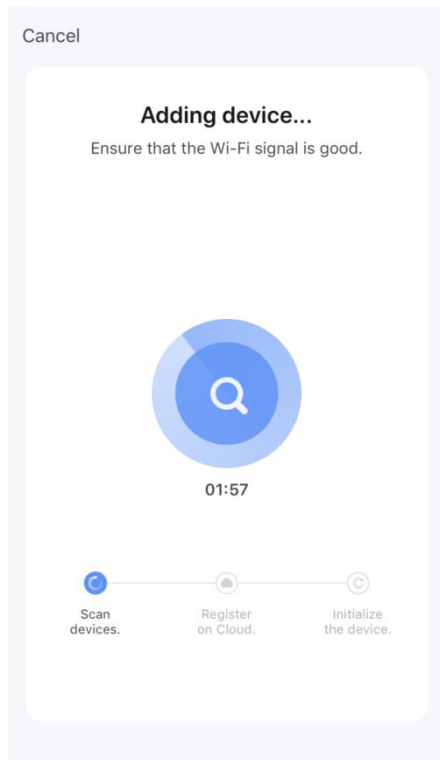 Cancel
Adding device...
Ensure that the Wi-Fi signal is good.
01:57
Scan
devices.
Register
on Cloud.
Initialize
the device.